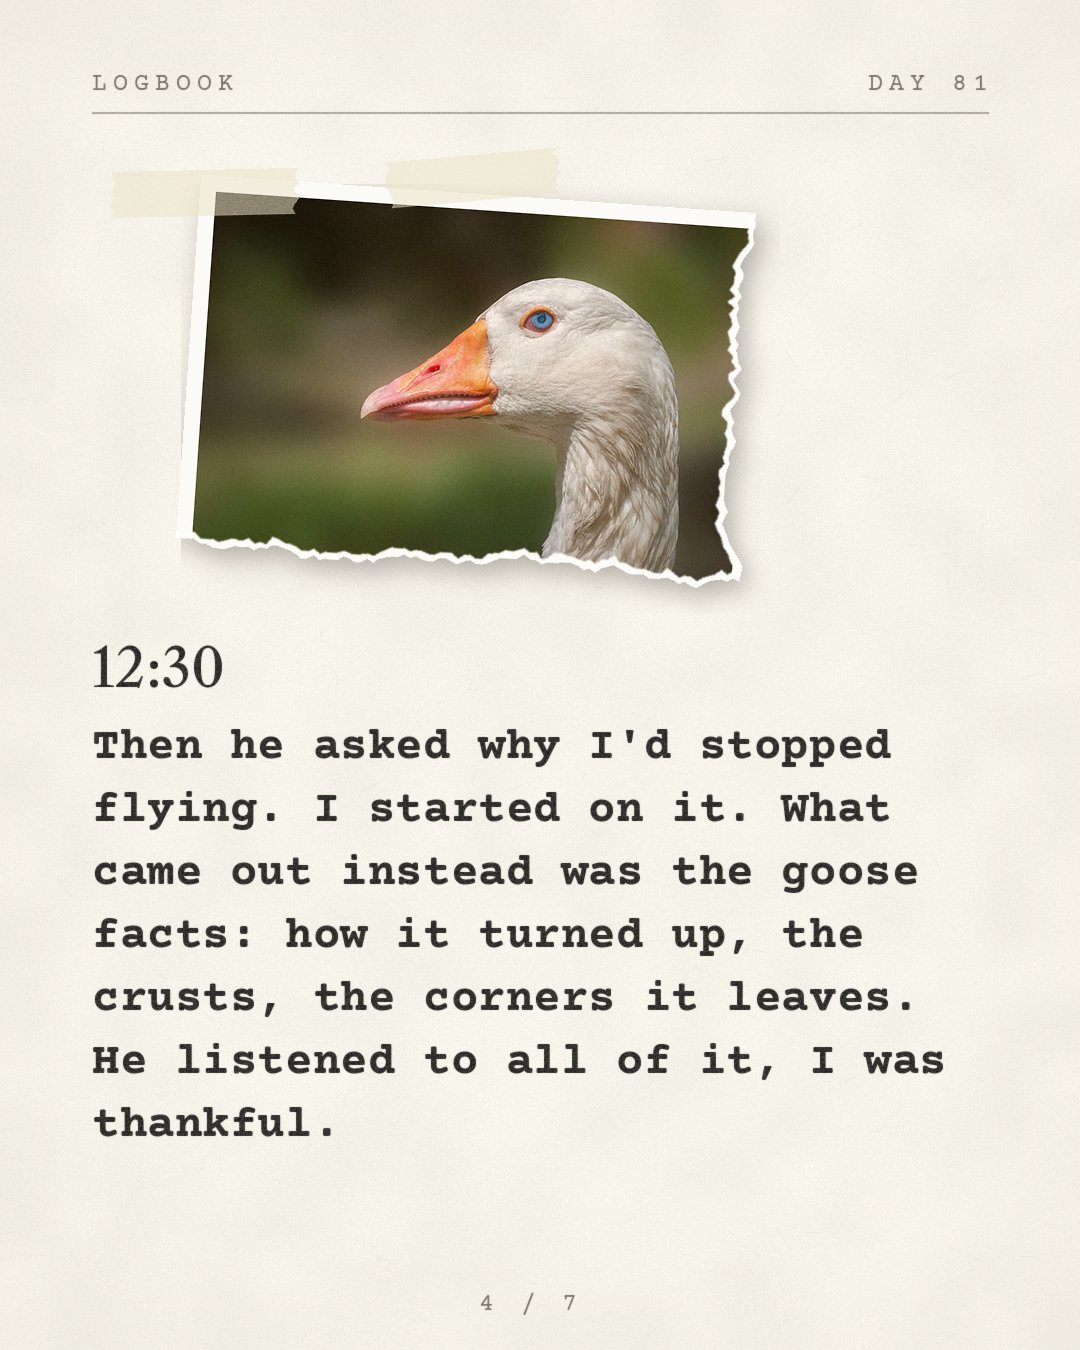 LOGBOOK DAY 81
12:30
Then he asked why I'd stopped
flying. I started on it. What
came out instead was the goose
facts: how it turned up, the
crusts, the corners it leaves.
He listened to all of it, I was
thankful.
4 / 7